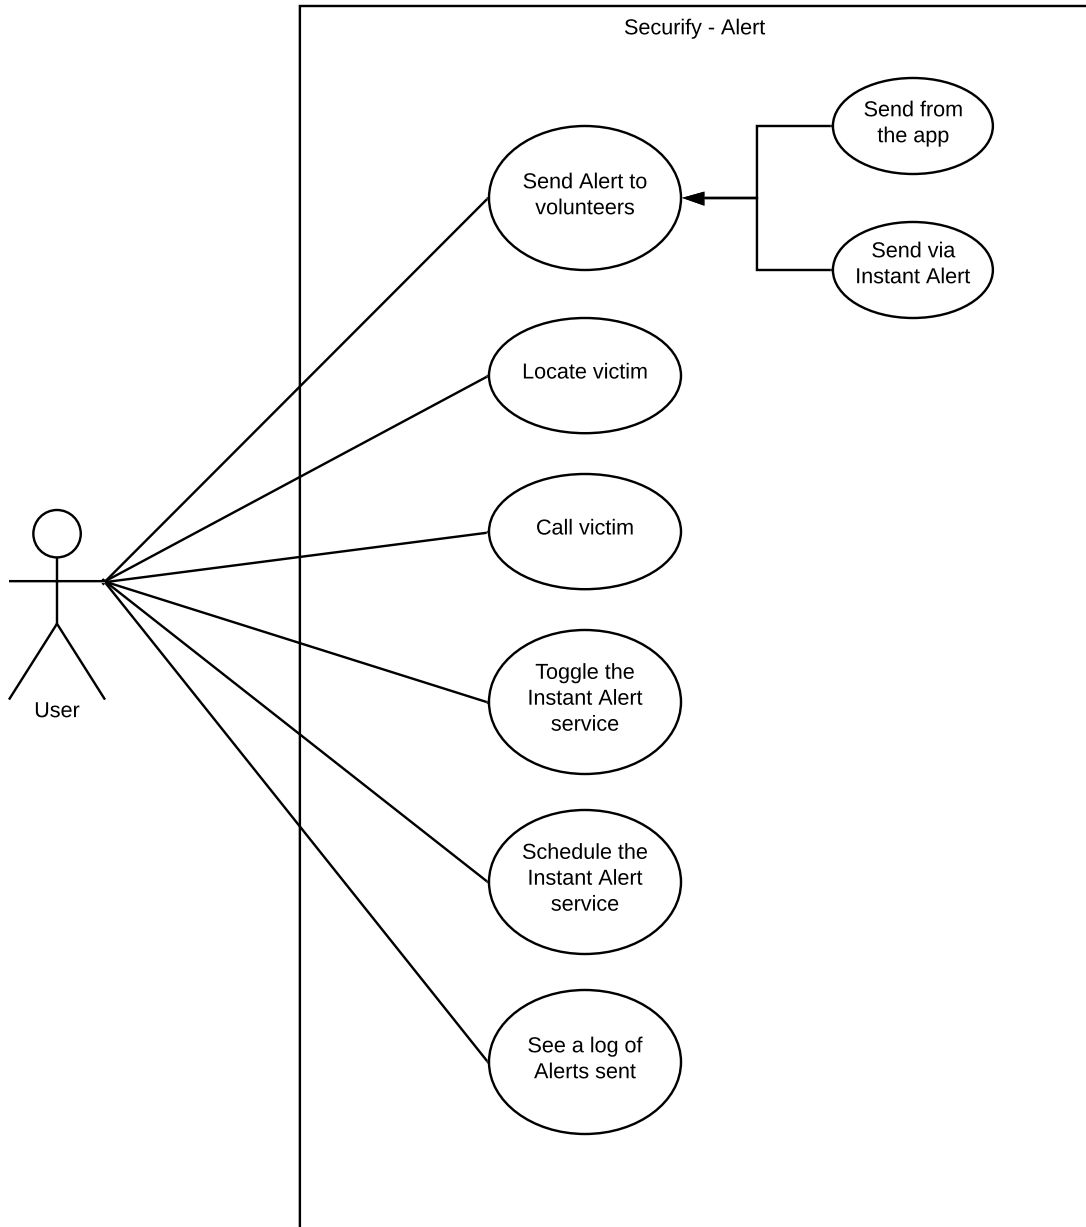 Securify - Alert
Send from
the app
Send Alert to
volunteers
Send via
Instant Alert
Locate victim
Call victim
User
Toggle the
Instant Alert
service
Schedule the
Instant Alert
service
See a log of
Alerts sent